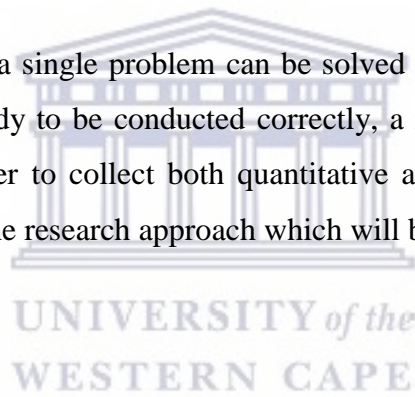 a single problem can be solved
dy to be conducted correctly, a
er to collect both quantitative a
ne research approach which will b
UNIVERSITY of the
WESTERN CAPE